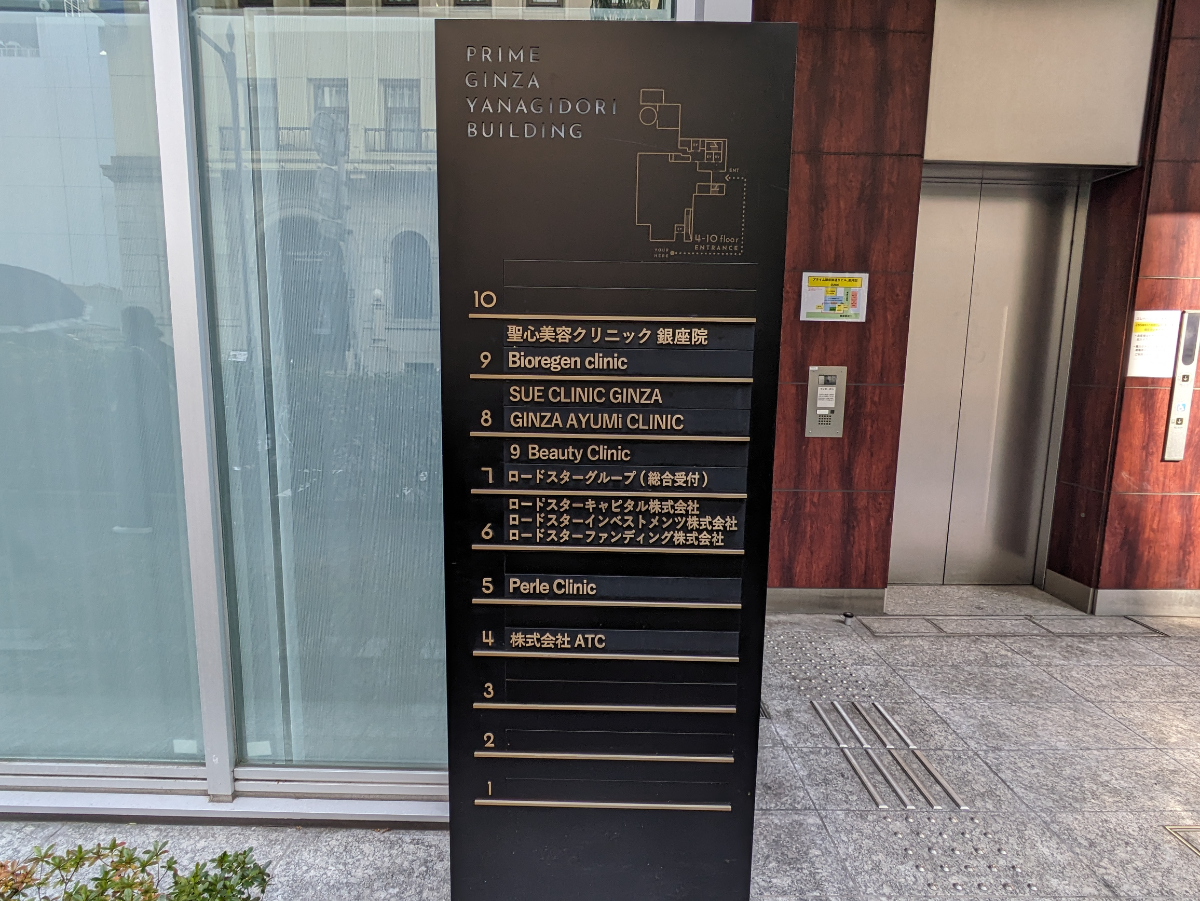 PRIME
GINZA
YANAGIDORI
BUILDING
ENT
4-10 floor
ENTRANCE
YOUR
HERE
10
聖心美容クリニック 銀座院
9 Bioregen clinic
SUE CLINIC GINZA
8 GINZA AYUMi CLINIC
9 Beauty Clinic
7 ロードスターグループ(総合受付)
ロードスターキャピタル株式会社
ロードスターインベストメンツ株式会社
6 ロードスターファンディング株式会社
5 Perle Clinic
4 株式会社 ATC
3
2
1